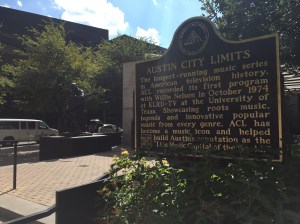 AUSTIN CITY LIMITS
The longest-running music series
in American television history,
ACL recorded its first program
with Willie Nelson in October 1974
at KLRU-TV at the University of
Texas. Showcasing roots music,
legends and innovative popular
music from every genre, ACL has
become a music icon and helped
build Austin's reputation as the
"Live Music Capital of the World."